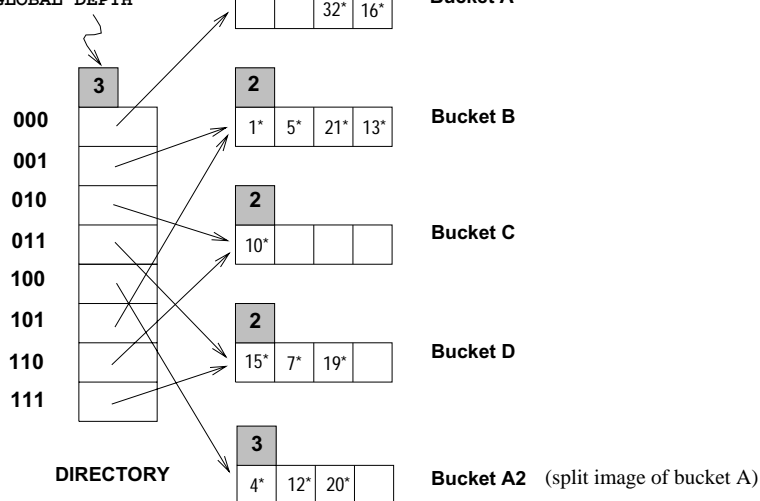 GLOBAL DEPTH
Bucket A
32* 16*
3
2
000
1* 5* 21* 13*
Bucket B
001
010
2
011
10*
Bucket C
100
101
2
110
15* 7* 19*
Bucket D
111
3
DIRECTORY
4* 12* 20*
Bucket A2 (split image of bucket A)